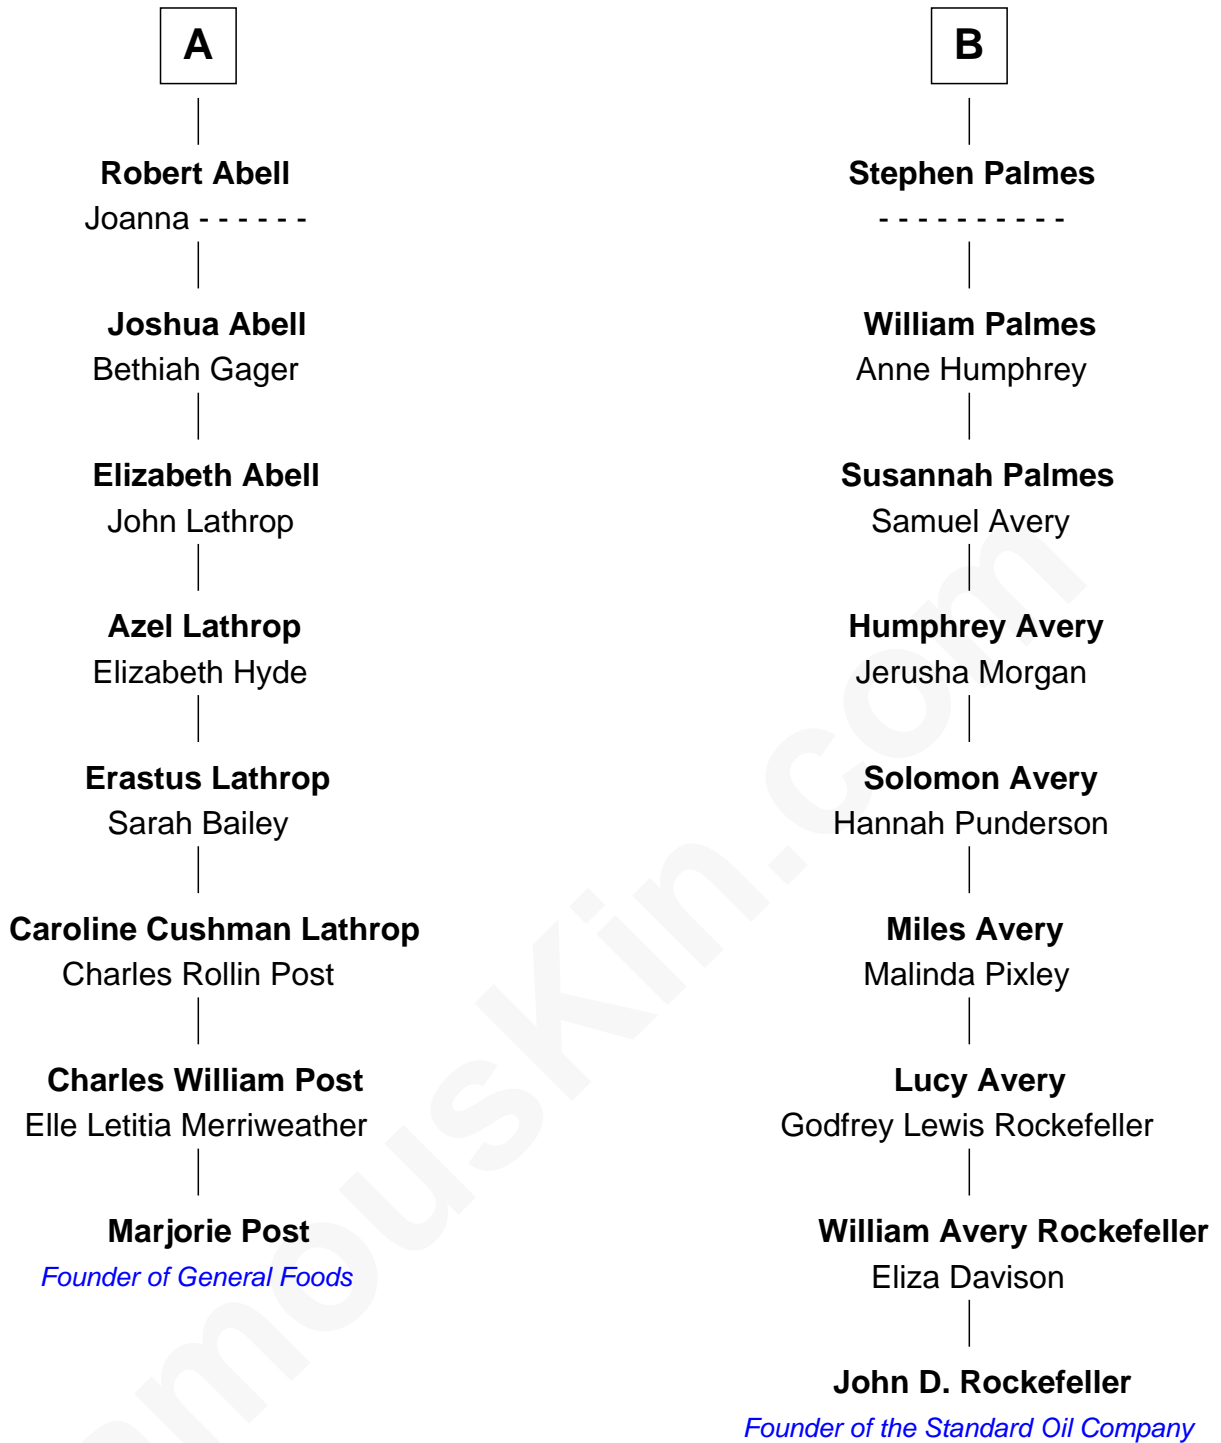 A
B
Robert Abell
Stephen Palmes
Joanna - - - - - -
- - - - - - - - - -
Joshua Abell
William Palmes
Bethiah Gager
Anne Humphrey
Elizabeth Abell
Susannah Palmes
John Lathrop
Samuel Avery
Azel Lathrop
Humphrey Avery
Elizabeth Hyde
Jerusha Morgan
Erastus Lathrop
Solomon Avery
Sarah Bailey
Hannah Punderson
Caroline Cushman Lathrop
Miles Avery
Charles Rollin Post
Malinda Pixley
Charles William Post
Lucy Avery
Elle Letitia Merriweather
Godfrey Lewis Rockefeller
Marjorie Post
William Avery Rockefeller
Founder of General Foods
Eliza Davison
John D. Rockefeller
Founder of the Standard Oil Company
amouskin.com